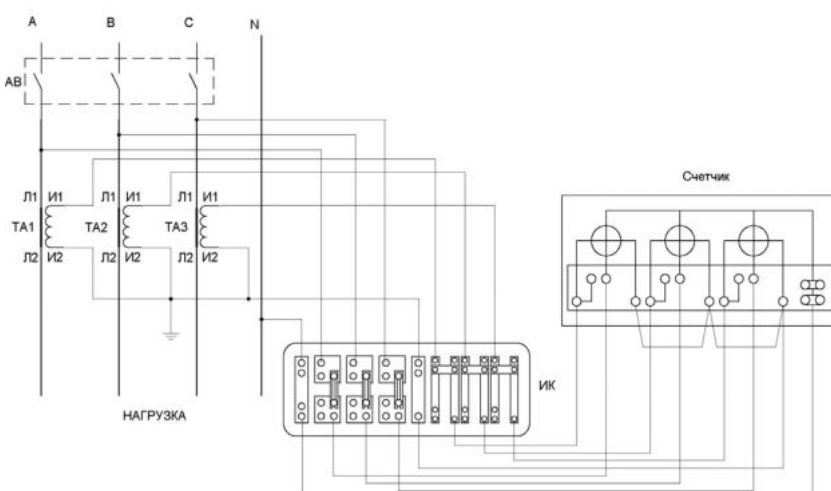 A B C N
АВ
Счетчик
Л1 И1 Л1 И1 Л1 И1
ТА1 ТА2 ТА3
Л2 И2 Л2 И2 Л2 И2
ИК
НАГРУЗКА